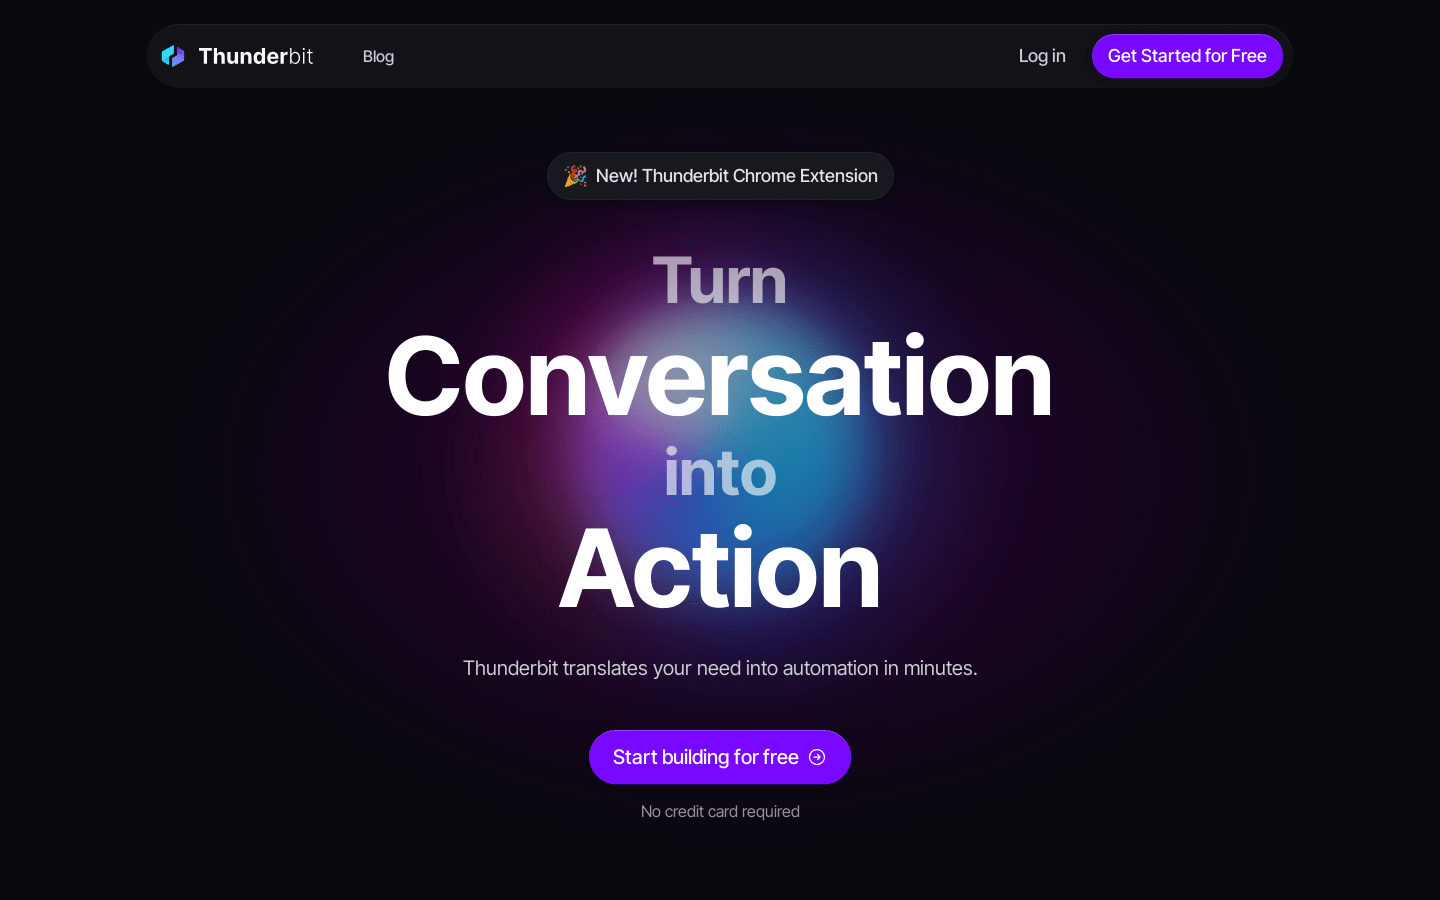 Thunderbit
Blog
Log in
Get Started for Free
🎉 New! Thunderbit Chrome Extension
Turn
Conversation
into
Action
Thunderbit translates your need into automation in minutes.
Start building for free
No credit card required